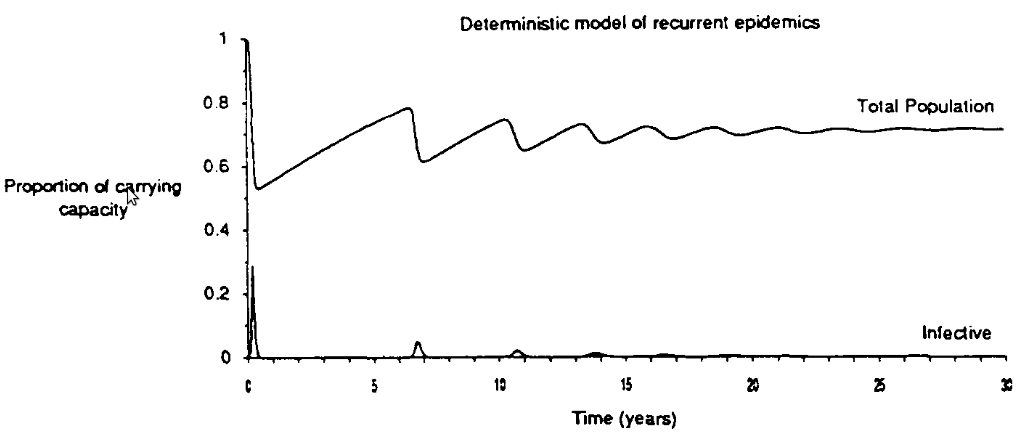 Deterministic model of recurrent epidemics
1
0.8
Total Population
0.6
Proportion of carrying
capacity
0.4
0.2
Infective
0
0
5
10
15
20
25
30
Time (years)